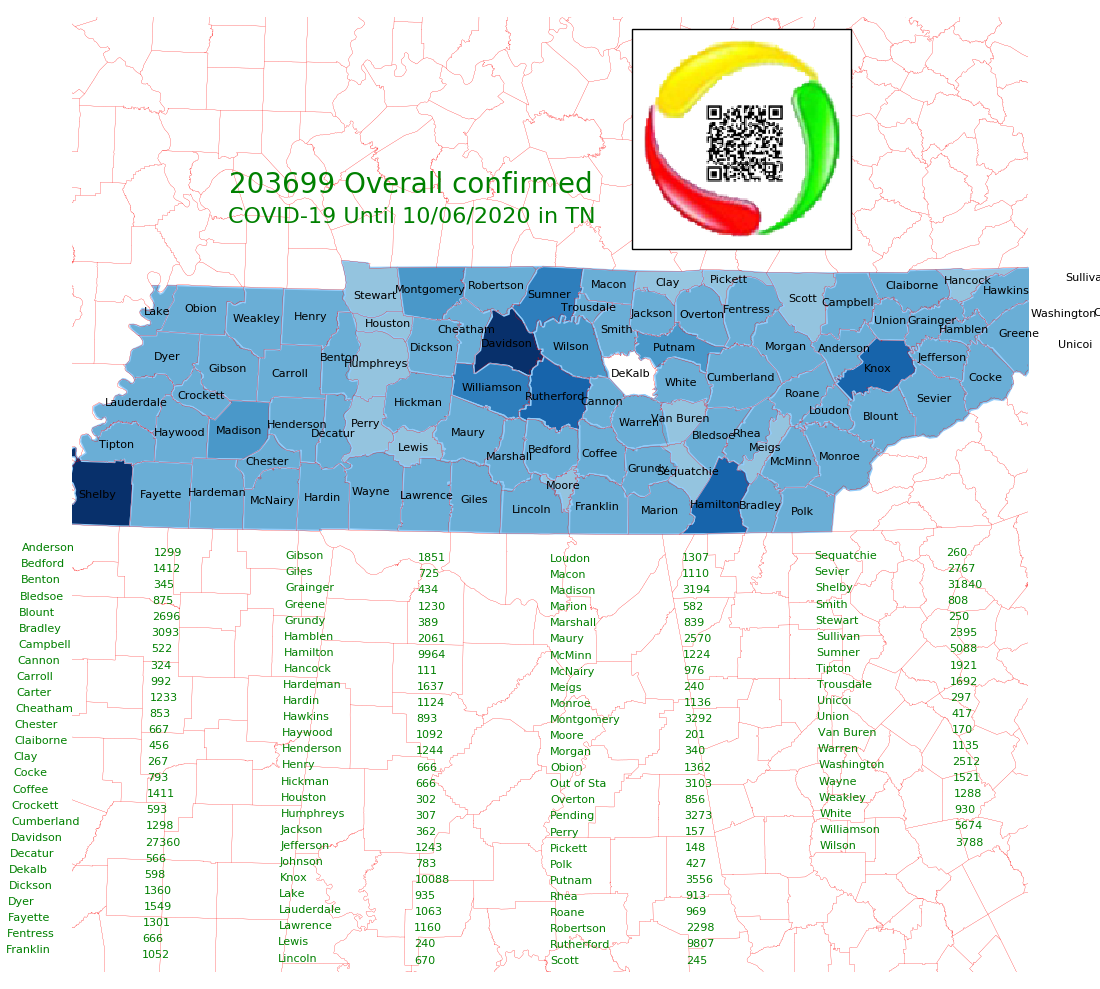 203699 Overall confirmed
COVID-19 Until 10/06/2020 in TN
Stewart
Montgomery
Robertson
Sumner
Macon
Clay
Pickett
Scott
Campbell
Claiborne
Hancock
Hawkins
Sulliva
Lake
Obion
Weakley
Henry
Houston
Cheatham
Trousdale
Smith
Jackson
Overton
Fentress
Union
Grainger
Hamblen
Greene
Washington
C
Unicoi
Dyer
Gibson
Carroll
Benton
Humphreys
Dickson
Davidson
Wilson
DeKalb
Putnam
White
Cumberland
Morgan
Anderson
Knox
Jefferson
Cocke
Sevier
Lauderdale
Crockett
Haywood
Madison
Henderson
Decatur
Perry
Hickman
Williamson
Rutherford
Cannon
Warren
Van Buren
Bledsoe
Rhea
Roane
Loudon
Blount
Tipton
Chester
Lewis
Maury
Marshall
Bedford
Coffee
Grundy
Sequatchie
Meigs
McMinn
Monroe
Shelby
Fayette
Hardeman
McNairy
Hardin
Wayne
Lawrence
Giles
Lincoln
Moore
Franklin
Marion
Hamilton
Bradley
Polk
Anderson 1299
Bedford 1412
Benton 345
Bledsoe 875
Blount 2696
Bradley 3093
Campbell 522
Cannon 324
Carroll 992
Carter 1233
Cheatham 853
Chester 667
Claiborne 456
Clay 267
Cocke 793
Coffee 1411
Crockett 593
Cumberland 1298
Davidson 27360
Decatur 566
Dekalb 598
Dickson 1360
Dyer 1549
Fayette 1301
Fentress 666
Franklin 1052
Gibson 1851
Giles 725
Grainger 434
Greene 1230
Grundy 389
Hamblen 2061
Hamilton 9964
Hancock 111
Hardeman 1637
Hardin 1124
Hawkins 893
Haywood 1092
Henderson 1244
Henry 666
Hickman 666
Houston 302
Humphreys 307
Jackson 362
Jefferson 1243
Johnson 783
Knox 10088
Lake 935
Lauderdale 1063
Lawrence 1160
Lewis 240
Lincoln 670
Loudon 1307
Macon 1110
Madison 3194
Marion 582
Marshall 839
Maury 2570
McMinn 1224
McNairy 976
Meigs 240
Monroe 1136
Montgomery 3292
Moore 201
Morgan 340
Obion 1362
Out of Sta 3103
Overton 856
Pending 3273
Perry 157
Pickett 148
Polk 427
Putnam 3556
Rhea 913
Roane 969
Robertson 2298
Rutherford 9807
Scott 245
Sequatchie 260
Sevier 2767
Shelby 31840
Smith 808
Stewart 250
Sullivan 2395
Sumner 5088
Tipton 1921
Trousdale 1692
Unicoi 297
Union 417
Van Buren 170
Warren 1135
Washington 2512
Wayne 1521
Weakley 1288
White 930
Williamson 5674
Wilson 3788